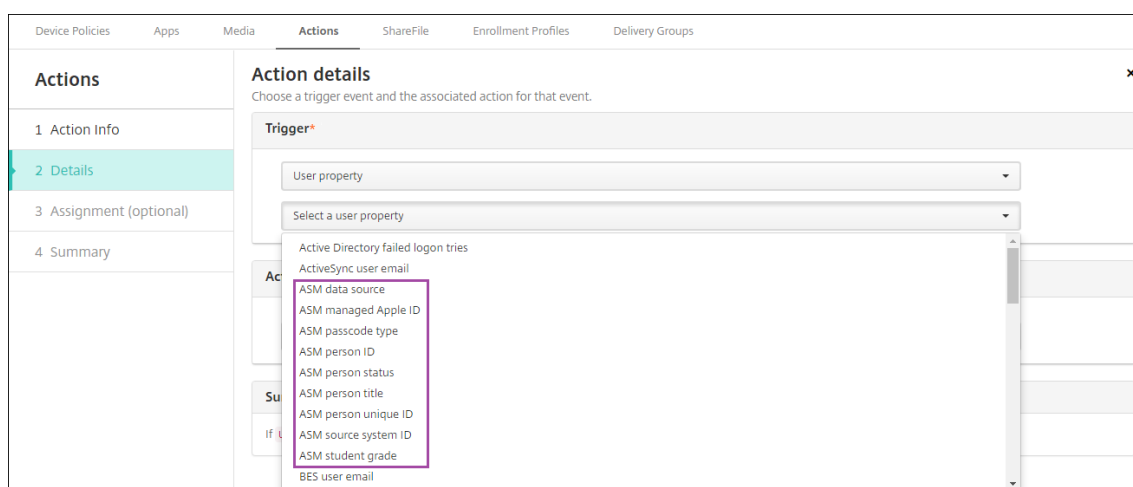 Device Policies Apps Media Actions ShareFile Enrollment Profiles Delivery Groups
Actions
1 Action Info
2 Details
3 Assignment (optional)
4 Summary
Action details
Choose a trigger event and the associated action for that event.
Trigger*
User property
Select a user property
Active Directory failed logon tries
ActiveSync user email
ASM data source
ASM managed Apple ID
ASM passcode type
ASM person ID
ASM person status
ASM person title
ASM person unique ID
ASM source system ID
ASM student grade
BES user email
If